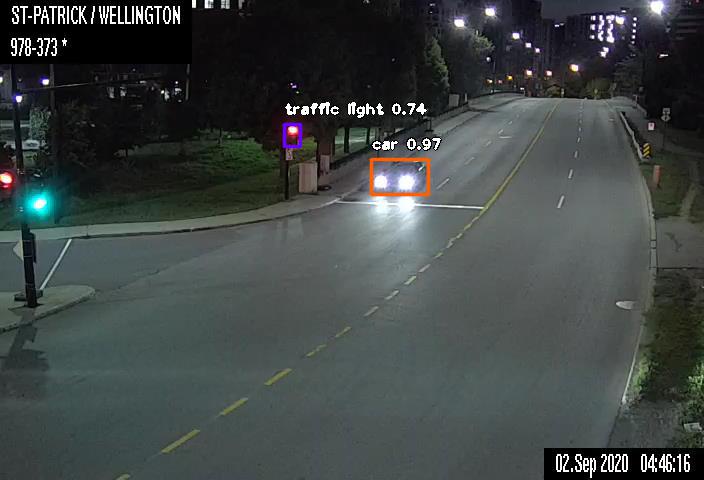 ST-PATRICK / WELLINGTON
978-373 *
traffic light 0.74
car 0.97
02.Sep 2020 04:46:16